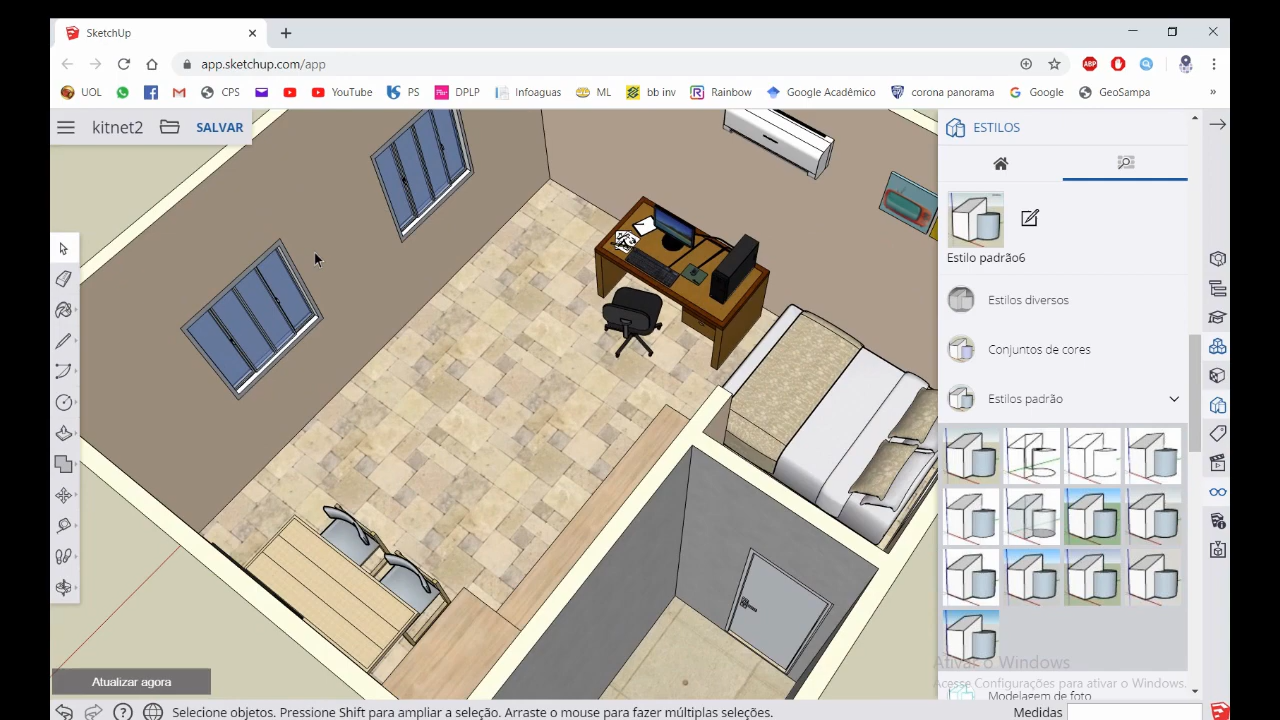 SketchUp
app.sketchup.com/app
UOL
CPS
YouTube
PS
DPLP
Infoaguas
ML
bb inv
Rainbow
Google Acadêmico
corona panorama
Google
GeoSampa
»
kitnet2
SALVAR
ESTILOS
Estilo padrão6
Estilos diversos
Conjuntos de cores
Estilos padrão
Ativar o Windows
Acesse Configurações para ativar o Windows.
Modelagem de foto
Atualizar agora
Selecione objetos. Pressione Shift para ampliar a seleção. Arraste o mouse para fazer múltiplas seleções.
Medidas